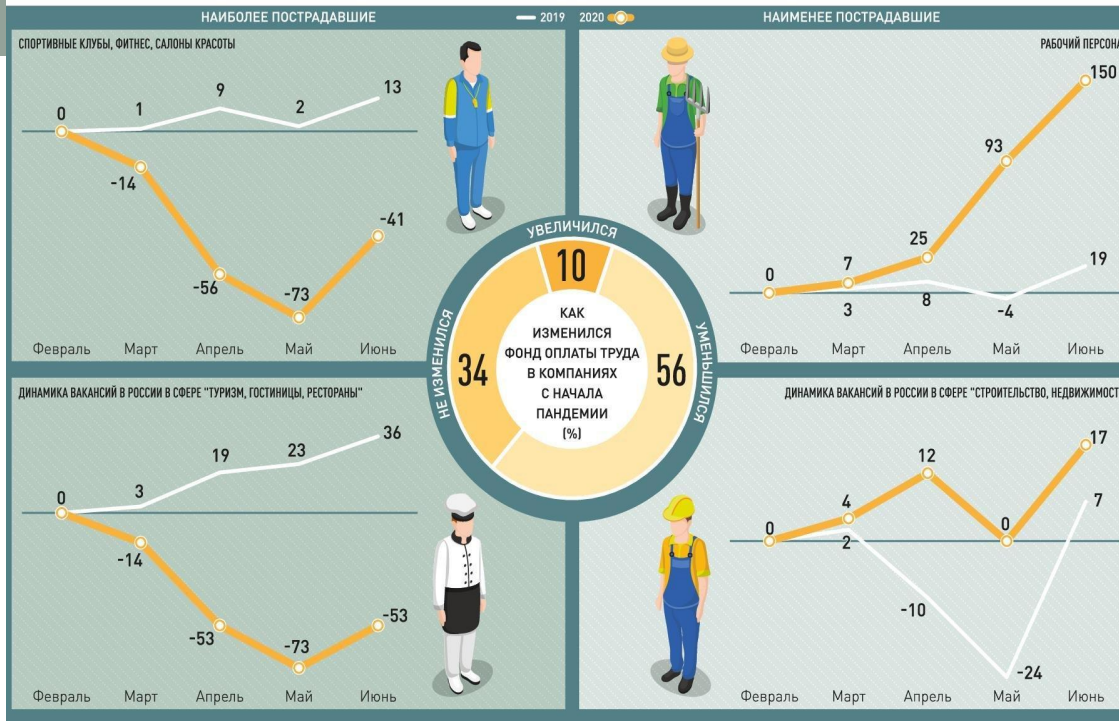 НАИБОЛЕЕ ПОСТРАДАВШИЕ
2019 2020
НАИМЕНЕЕ ПОСТРАДАВШИЕ
СПОРТИВНЫЕ КЛУБЫ, ФИТНЕС, САЛОНЫ КРАСОТЫ
0 1 9 2 13
-14 -56 -73 -41
Февраль Март Апрель Май Июнь
РАБОЧИЙ ПЕРСОНА
0 7 25 93 150
3 8 -4 19
Февраль Март Апрель Май Июнь
УВЕЛИЧИЛСЯ
10
НЕ ИЗМЕНИЛСЯ
34
УМЕНЬШИЛСЯ
56
КАК
ИЗМЕНИЛСЯ
ФОНД ОПЛАТЫ ТРУДА
В КОМПАНИЯХ
С НАЧАЛА
ПАНДЕМИИ
(%)
ДИНАМИКА ВАКАНСИЙ В РОССИИ В СФЕРЕ "ТУРИЗМ, ГОСТИНИЦЫ, РЕСТОРАНЫ"
0 3 19 23 36
-14 -53 -73 -53
Февраль Март Апрель Май Июнь
ДИНАМИКА ВАКАНСИЙ В РОССИИ В СФЕРЕ "СТРОИТЕЛЬСТВО, НЕДВИЖИМОСТ
0 4 12 0 17
2 -10 -24 7
Февраль Март Апрель Май Июнь